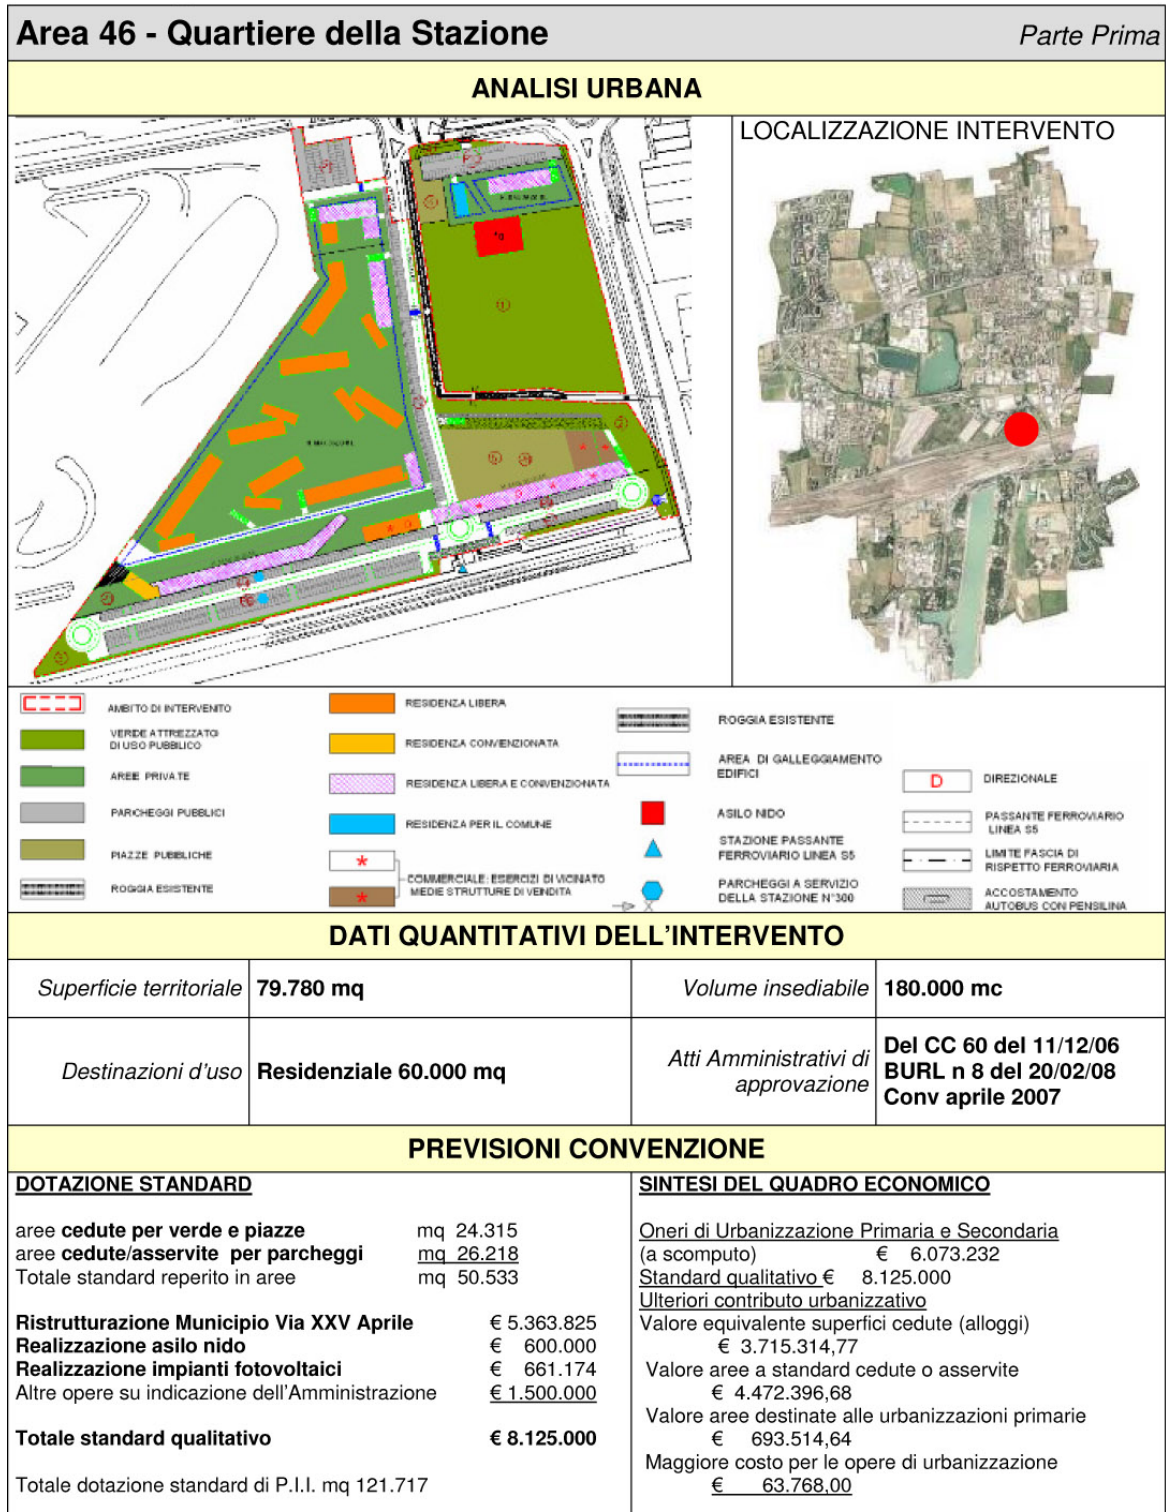 Area 46 - Quartiere della Stazione Parte Prima
ANALISI URBANA
LOCALIZZAZIONE INTERVENTO
AMBITO DI INTERVENTO
VERDE ATTREZZATO
DI USO PUBBLICO
AREE PRIVATE
PARCHEGGI PUBBLICI
PIAZZE PUBBLICHE
ROGGIA ESISTENTE
RESIDENZA LIBERA
RESIDENZA CONVENZIONATA
RESIDENZA LIBERA E CONVENZIONATA
RESIDENZA PER IL COMUNE
COMMERCIALE: ESERCIZI DI VICINATO
MEDIE STRUTTURE DI VENDITA
ROGGIA ESISTENTE
AREA DI GALLEGGIAMENTO
EDIFICI
ASILO NIDO
STAZIONE PASSANTE
FERROVIARIO LINEA S5
PARCHEGGI A SERVIZIO
DELLA STAZIONE N°300
D DIREZIONALE
PASSANTE FERROVIARIO
LINEA S5
LIMITE FASCIA DI
RISPETTO FERROVIARIA
ACCOSTAMENTO
AUTOBUS CON PENSILINA
DATI QUANTITATIVI DELL'INTERVENTO
Superficie territoriale 79.780 mq
Volume insediabile 180.000 mc
Destinazioni d'uso Residenziale 60.000 mq
Atti Amministrativi di
approvazione
Del CC 60 del 11/12/06
BURL n 8 del 20/02/08
Conv aprile 2007
PREVISIONI CONVENZIONE
DOTAZIONE STANDARD
aree cedute per verde e piazze mq 24.315
aree cedute/asservite per parcheggi mq 26.218
Totale standard reperito in aree mq 50.533
Ristrutturazione Municipio Via XXV Aprile € 5.363.825
Realizzazione asilo nido € 600.000
Realizzazione impianti fotovoltaici € 661.174
Altre opere su indicazione dell'Amministrazione € 1.500.000
Totale standard qualitativo € 8.125.000
Totale dotazione standard di P.I.I. mq 121.717
SINTESI DEL QUADRO ECONOMICO
Oneri di Urbanizzazione Primaria e Secondaria
(a scomputo) € 6.073.232
Standard qualitativo € 8.125.000
Ulteriori contributo urbanizzativo
Valore equivalente superfici cedute (alloggi)
€ 3.715.314,77
Valore aree a standard cedute o asservite
€ 4.472.396,68
Valore aree destinate alle urbanizzazioni primarie
€ 693.514,64
Maggiore costo per le opere di urbanizzazione
€ 63.768,00